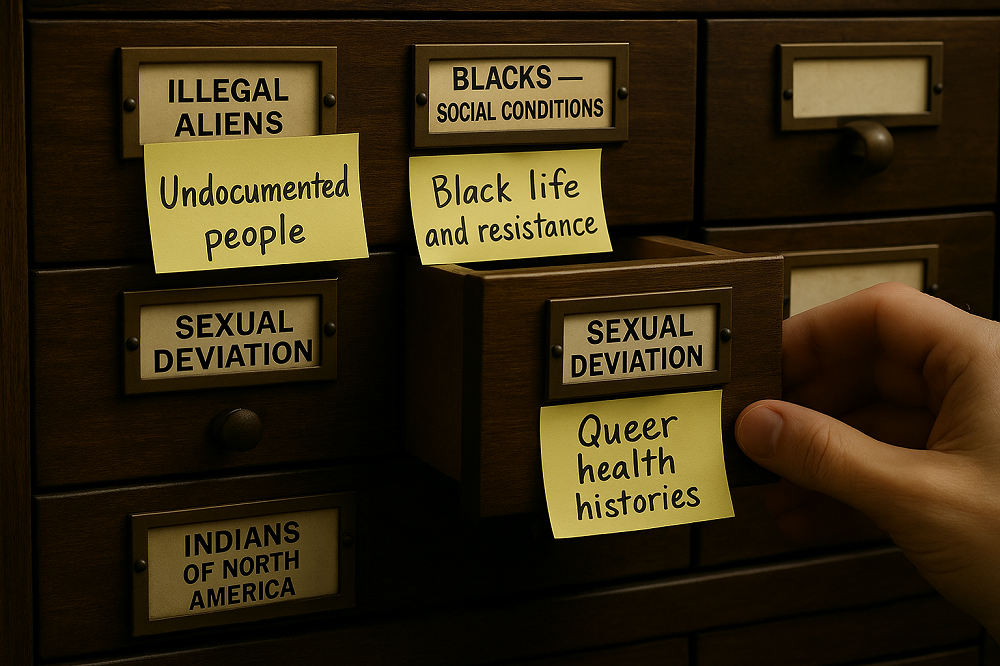 ILLEGAL
ALIENS
Undocumented
people
BLACKS —
SOCIAL CONDITIONS
Black life
and resistance
SEXUAL
DEVIATION
SEXUAL
DEVIATION
Queer
health
histories
INDIANS
OF NORTH
AMERICA